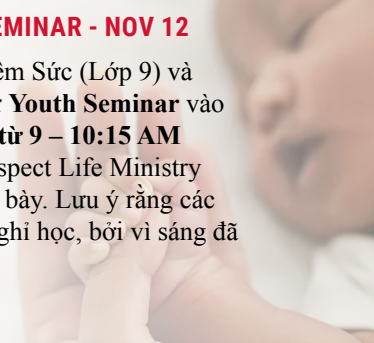 EMINAR - NOV 12
êm Sức (Lớp 9) và
Youth Seminar vào
từ 9 – 10:15 AM
spect Life Ministry
bày. Lưu ý rằng các
ghỉ học, bởi vì sáng đã